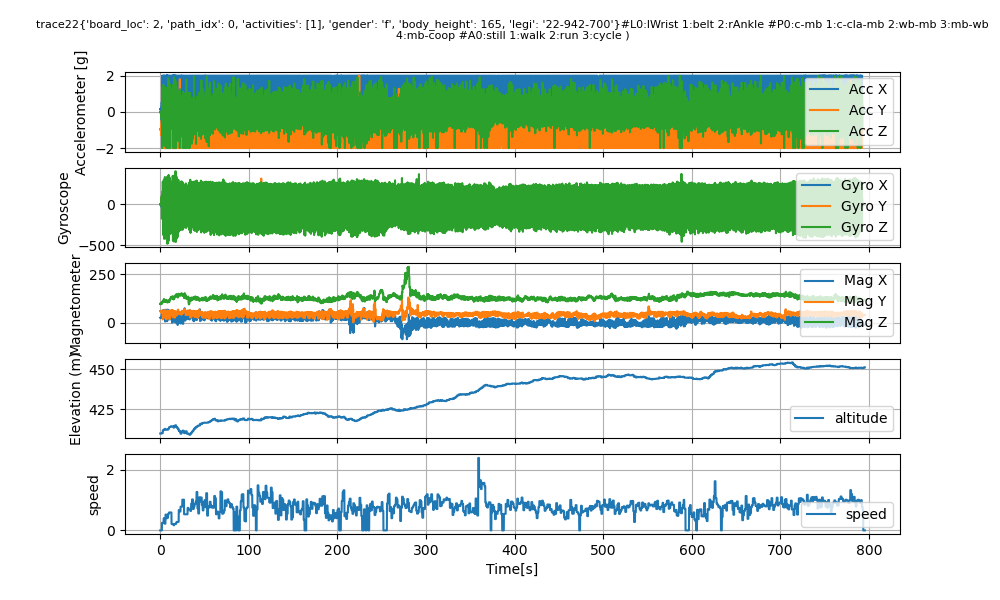 trace22{'board_loc': 2, 'path_idx': 0, 'activities': [1], 'gender': 'f', 'body_height': 165, 'legi': '22-942-700'}#L0:lWrist 1:belt 2:rAnkle #P0:c-mb 1:c-cla-mb 2:wb-mb 3:mb-wb
4:mb-coop #A0:still 1:walk 2:run 3:cycle )
Accelerometer [g]
2
0
−2
Acc X
Acc Y
Acc Z
Gyroscope
0
−500
Gyro X
Gyro Y
Gyro Z
Magnetometer
250
0
Mag X
Mag Y
Mag Z
Elevation (m)
450
425
altitude
speed
2
0
speed
0 100 200 300 400 500 600 700 800
Time[s]